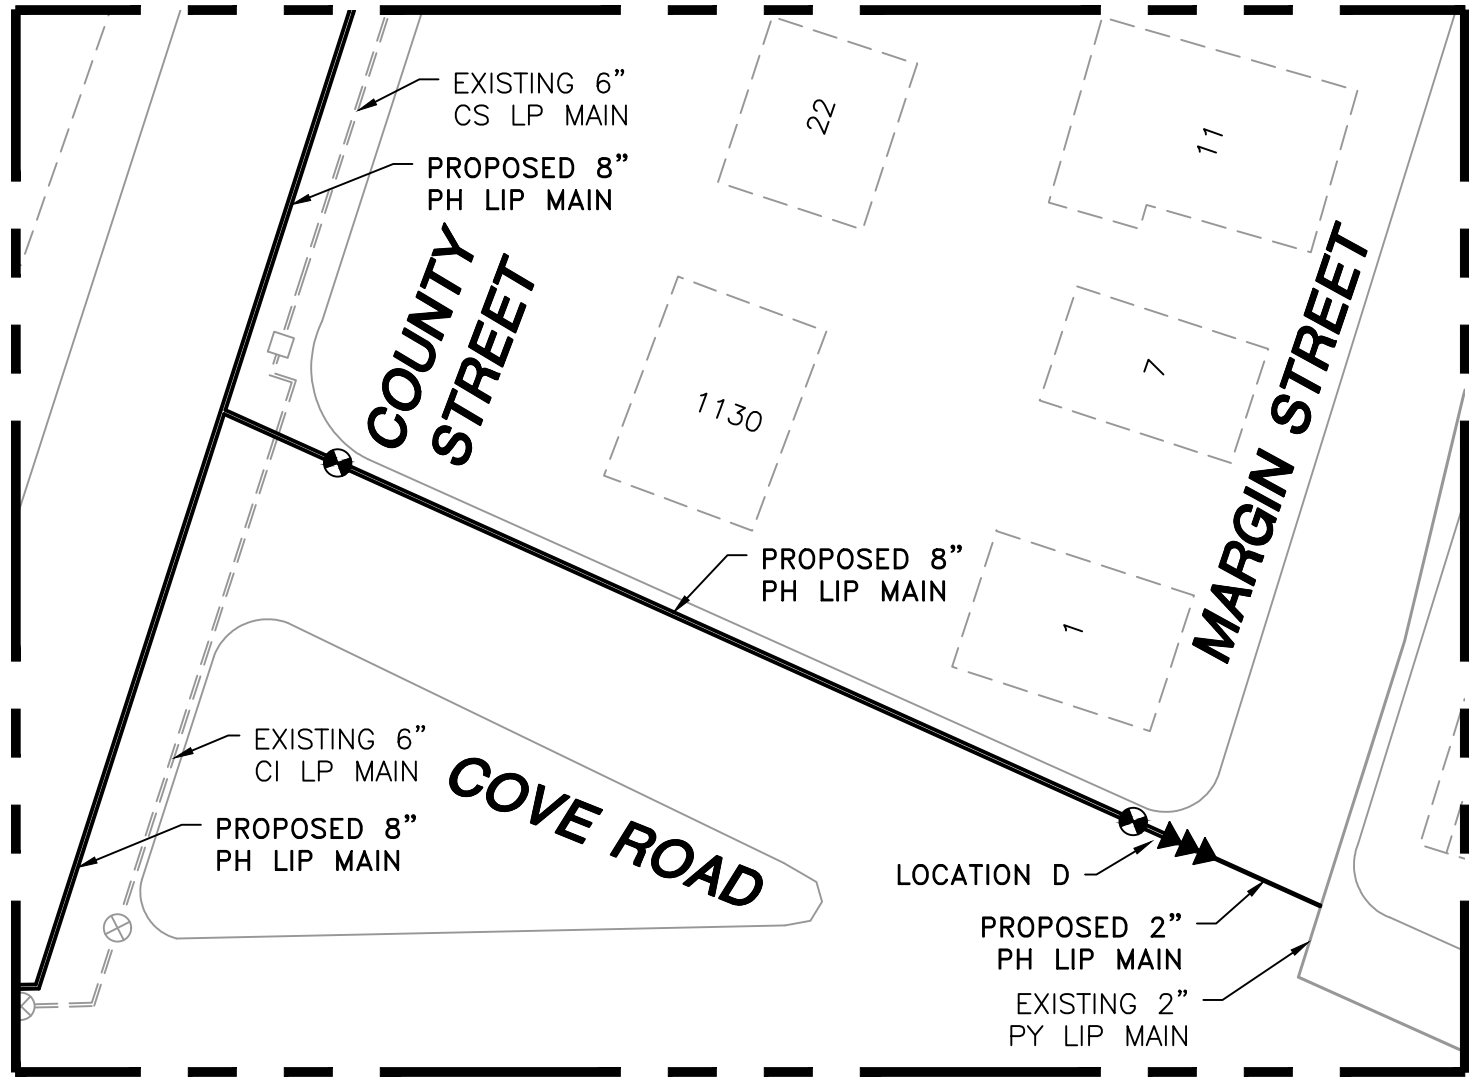 EXISTING 6”
CS LP MAIN
PROPOSED 8”
PH LIP MAIN
22
11
COUNTY
STREET
MARGIN STREET
7
1130
PROPOSED 8”
PH LIP MAIN
1
EXISTING 6”
CI LP MAIN
COVE ROAD
PROPOSED 8”
PH LIP MAIN
LOCATION D
PROPOSED 2”
PH LIP MAIN
EXISTING 2”
PY LIP MAIN